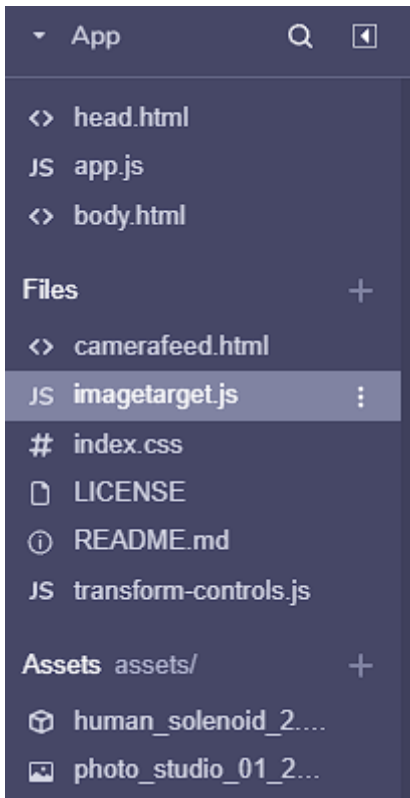 App
<> head.html
JS app.js
<> body.html
Files
<> camerafeed.html
JS imagetarget.js
# index.css
LICENSE
README.md
JS transform-controls.js
Assets assets/
human_solenoid_2....
photo_studio_01_2...